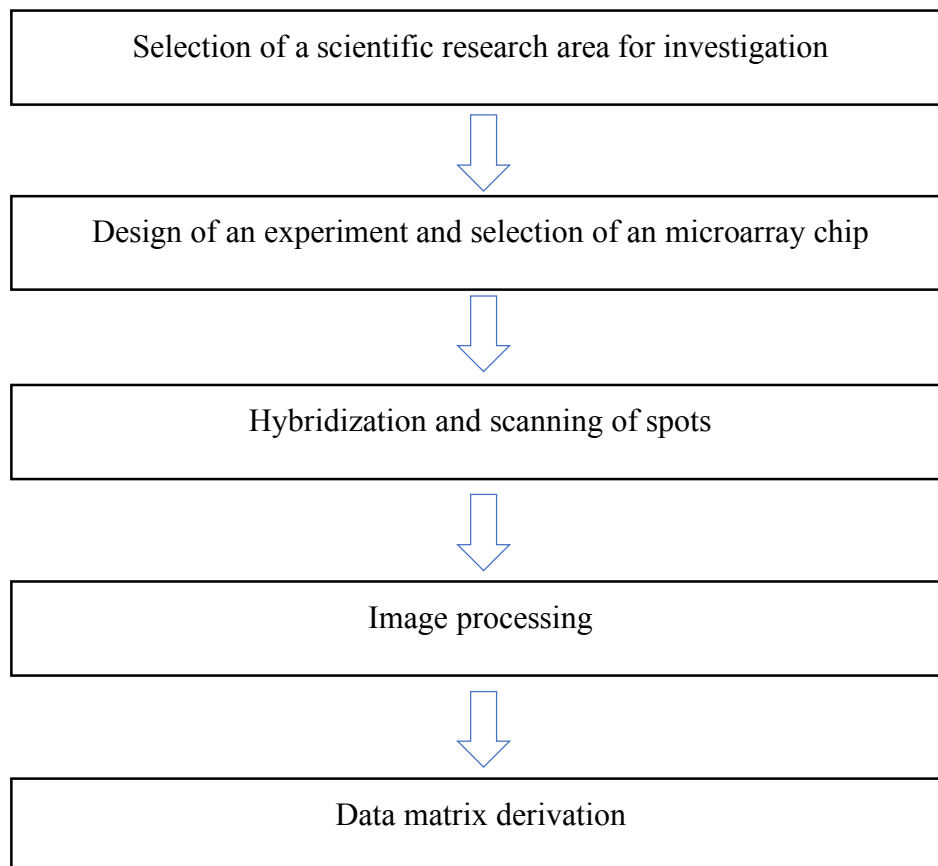 Selection of a scientific research area for investigation
Design of an experiment and selection of an microarray chip
Hybridization and scanning of spots
Image processing
Data matrix derivation